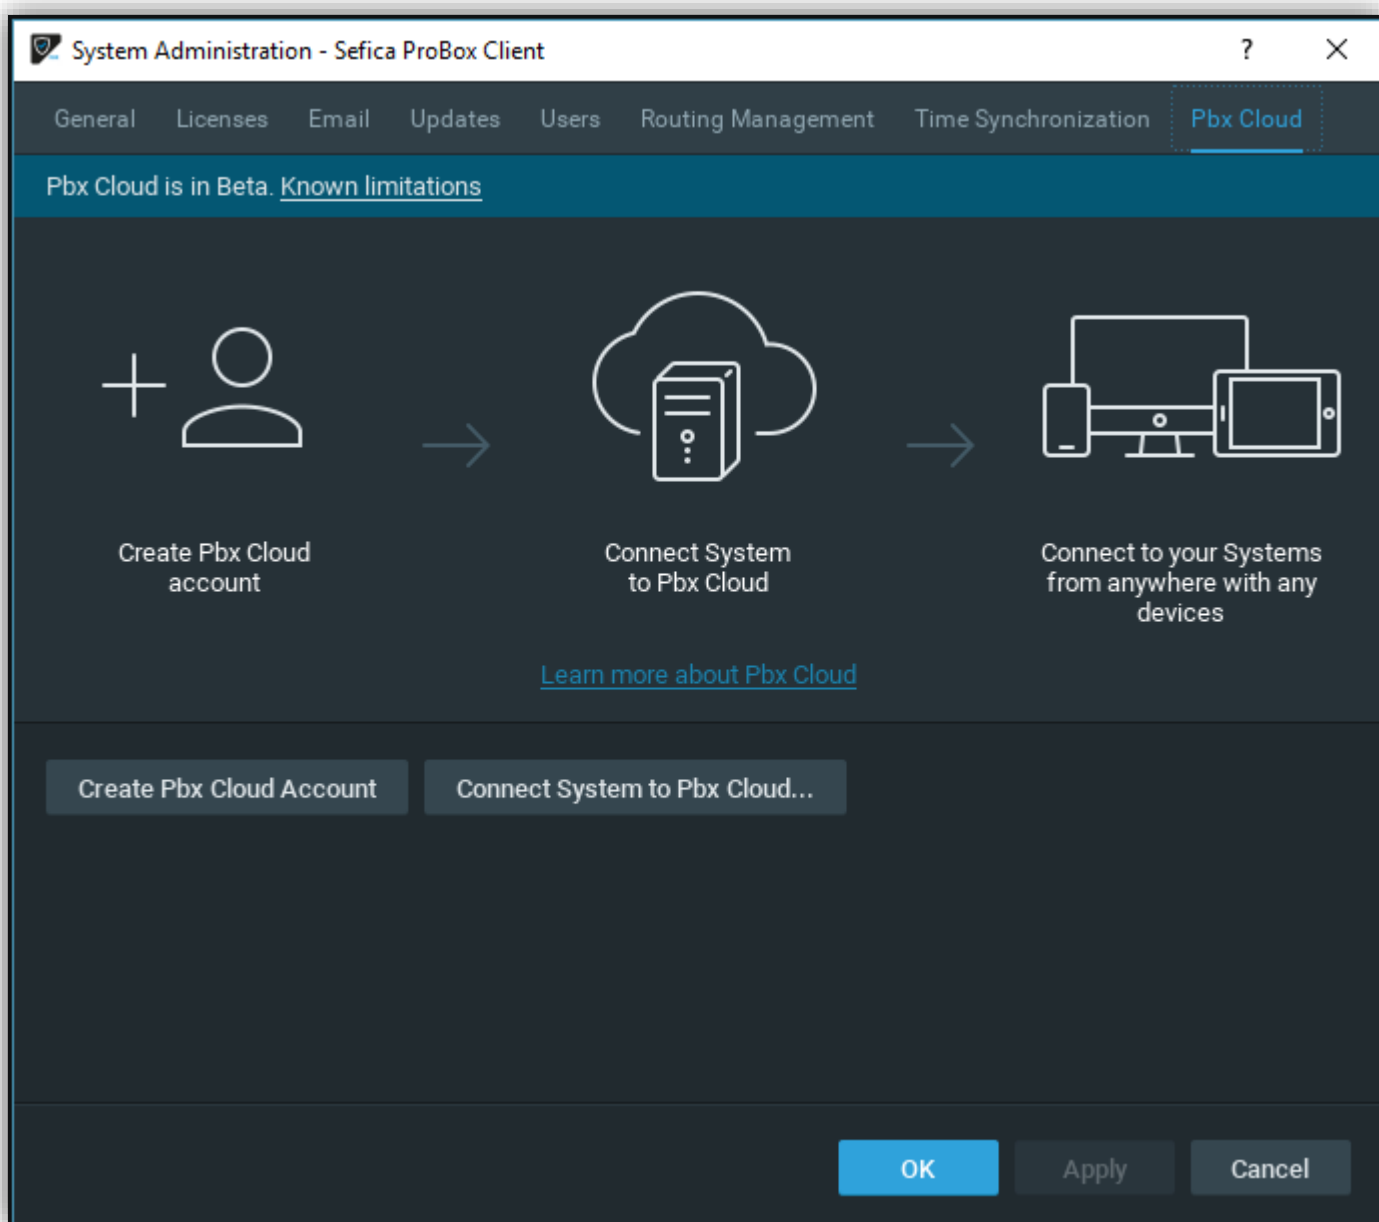 System Administration - Sefica ProBox Client ?
General Licenses Email Updates Users Routing Management Time Synchronization Pbx Cloud
Pbx Cloud is in Beta. Known limitations
Create Pbx Cloud
account
Connect System
to Pbx Cloud
Connect to your Systems
from anywhere with any
devices
Learn more about Pbx Cloud
Create Pbx Cloud Account Connect System to Pbx Cloud...
OK Apply Cancel